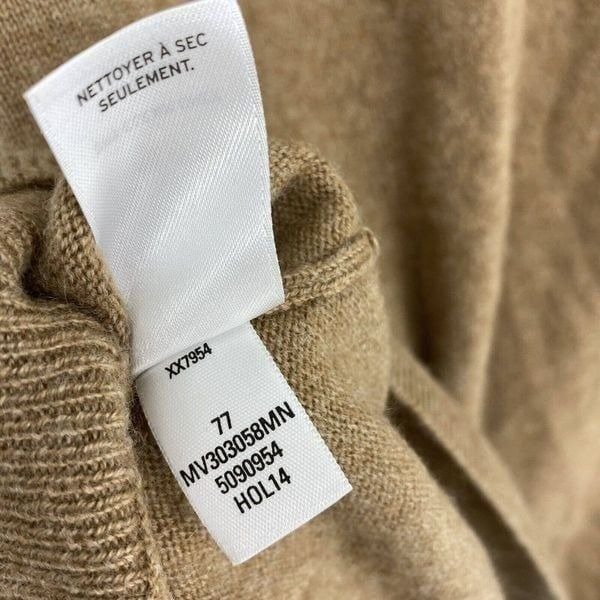 NETTOYER À SEC
SEULEMENT.
XX7954
77
MV303058MN
5090954
HOL14